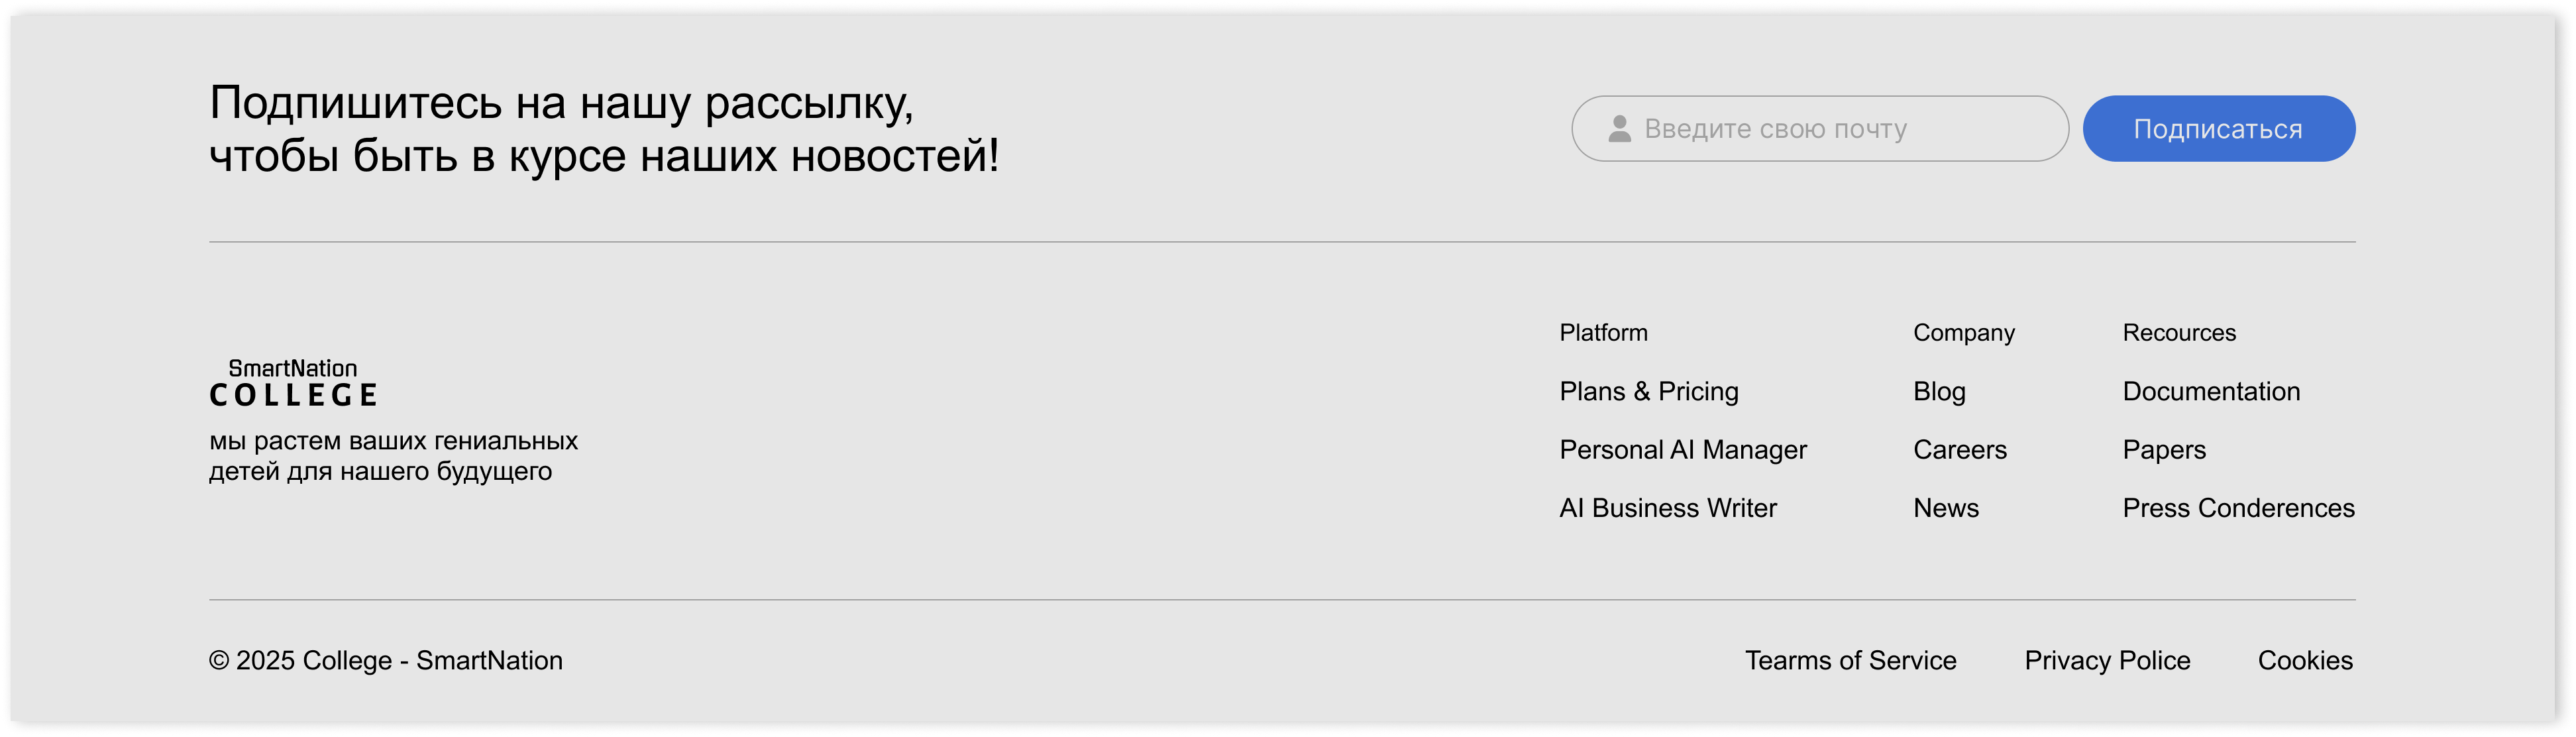 Подпишитесь на нашу рассылку,
чтобы быть в курсе наших новостей!
Введите свою почту
Подписаться
SmartNation
COLLEGE
мы растем ваших гениальных
детей для нашего будущего
Platform
Plans & Pricing
Personal AI Manager
AI Business Writer
Company
Blog
Careers
News
Recources
Documentation
Papers
Press Conderences
© 2025 College - SmartNation
Tearms of Service
Privacy Police
Cookies